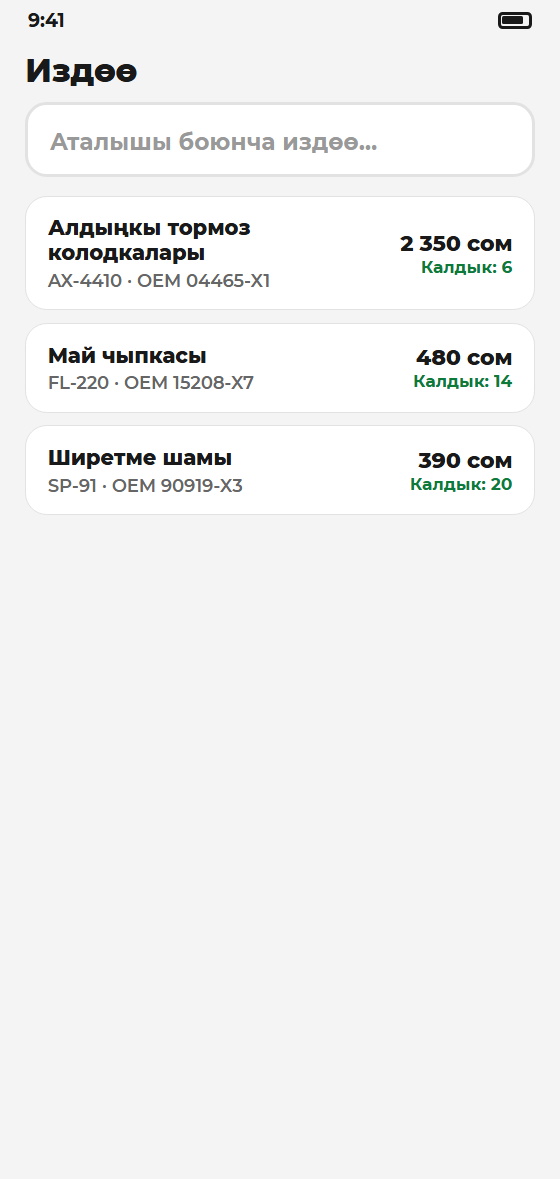 9:41
Издөө
Аталышы боюнча издөө...
Алдыңкы тормоз
колодкалары
AX-4410 · OEM 04465-X1
2 350 сом
Калдык: 6
Май чыпкасы
FL-220 · OEM 15208-X7
480 сом
Калдык: 14
Ширетме шамы
SP-91 · OEM 90919-X3
390 сом
Калдык: 20